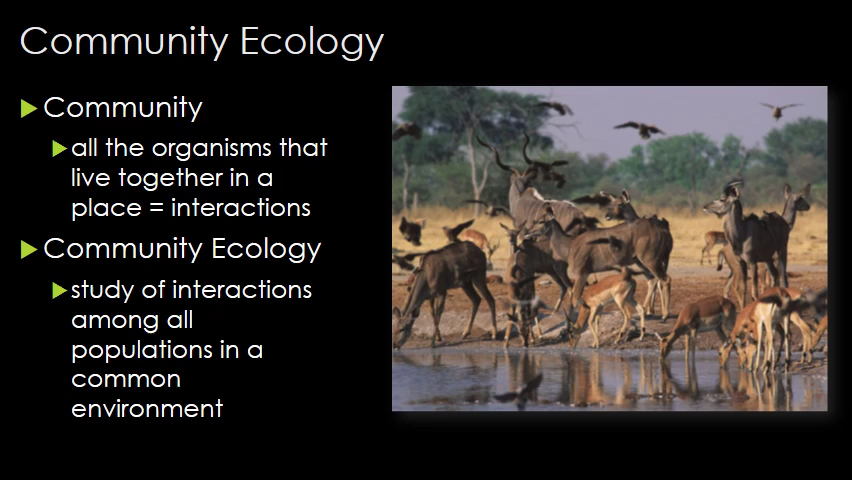 Community Ecology
Community
all the organisms that
live together in a
place = interactions
Community Ecology
study of interactions
among all
populations in a
common
environment